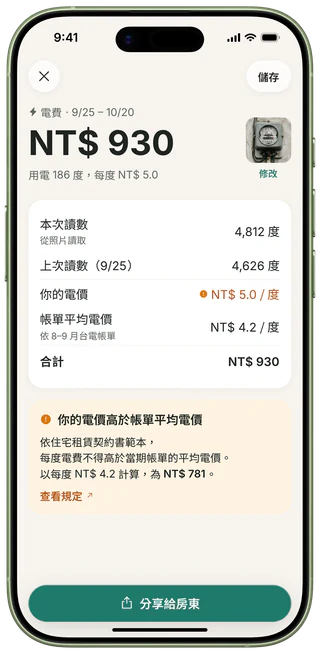 9:41
儲存
電費 · 9/25 – 10/20
NT$ 930
用電 186 度，每度 NT$ 5.0
修改
本次讀數
從照片讀取
4,812 度
上次讀數（9/25）
4,626 度
你的電價
NT$ 5.0 / 度
帳單平均電價
依 8–9 月台電帳單
NT$ 4.2 / 度
合計
NT$ 930
你的電價高於帳單平均電價
依住宅租賃契約書範本，
每度電費不得高於當期帳單的平均電價。
以每度 NT$ 4.2 計算，為 NT$ 781。
查看規定 ↗
分享給房東